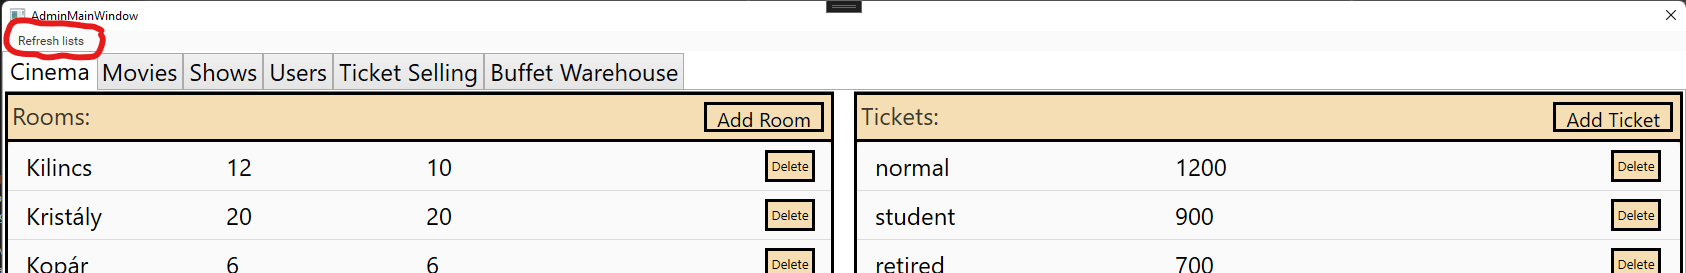 AdminMainWindow
Refresh lists
Cinema Movies Shows Users Ticket Selling Buffet Warehouse
Rooms: Add Room
Kilincs 12 10 Delete
Kristály 20 20 Delete
Kopár 6 6 Delete
Tickets: Add Ticket
normal 1200 Delete
student 900 Delete
retired 700 Delete